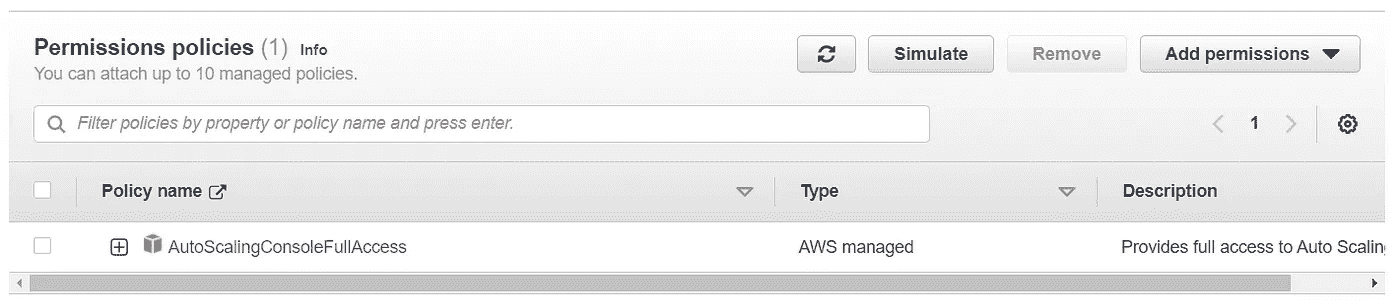 Permissions policies (1) Info
You can attach up to 10 managed policies.
Simulate
Remove
Add permissions
Filter policies by property or policy name and press enter.
1
Policy name Type Description
AutoScalingConsoleFullAccess AWS managed Provides full access to Auto Scaling